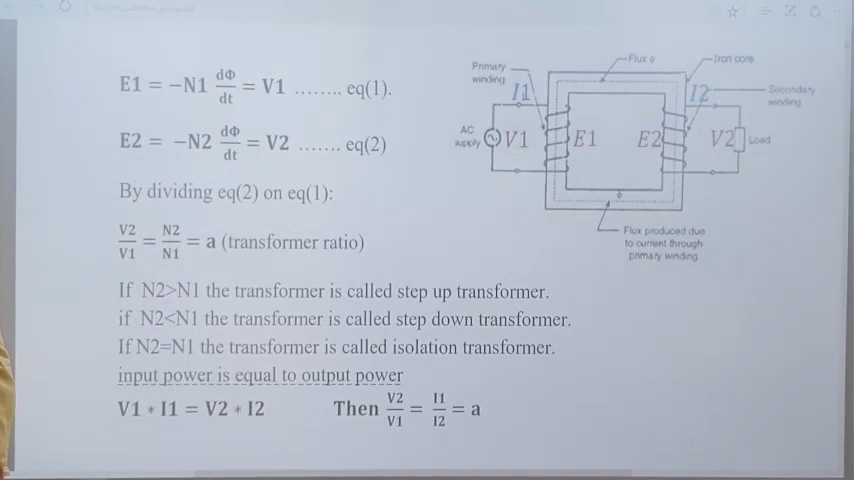 E1 = −N1 dΦ/dt = V1 ........ eq(1).
E2 = −N2 dΦ/dt = V2 ....... eq(2)
By dividing eq(2) on eq(1):
V2/V1 = N2/N1 = a (transformer ratio)
If N2>N1 the transformer is called step up transformer.
if N2<N1 the transformer is called step down transformer.
If N2=N1 the transformer is called isolation transformer.
input power is equal to output power
V1 * I1 = V2 * I2 Then V2/V1 = I1/I2 = a
Primary
winding
Flux ϕ
Iron core
I1
I2
Secondary
winding
AC
supply
V1
E1
E2
V2
Load
ϕ
Flux produced due
to current through
primary winding